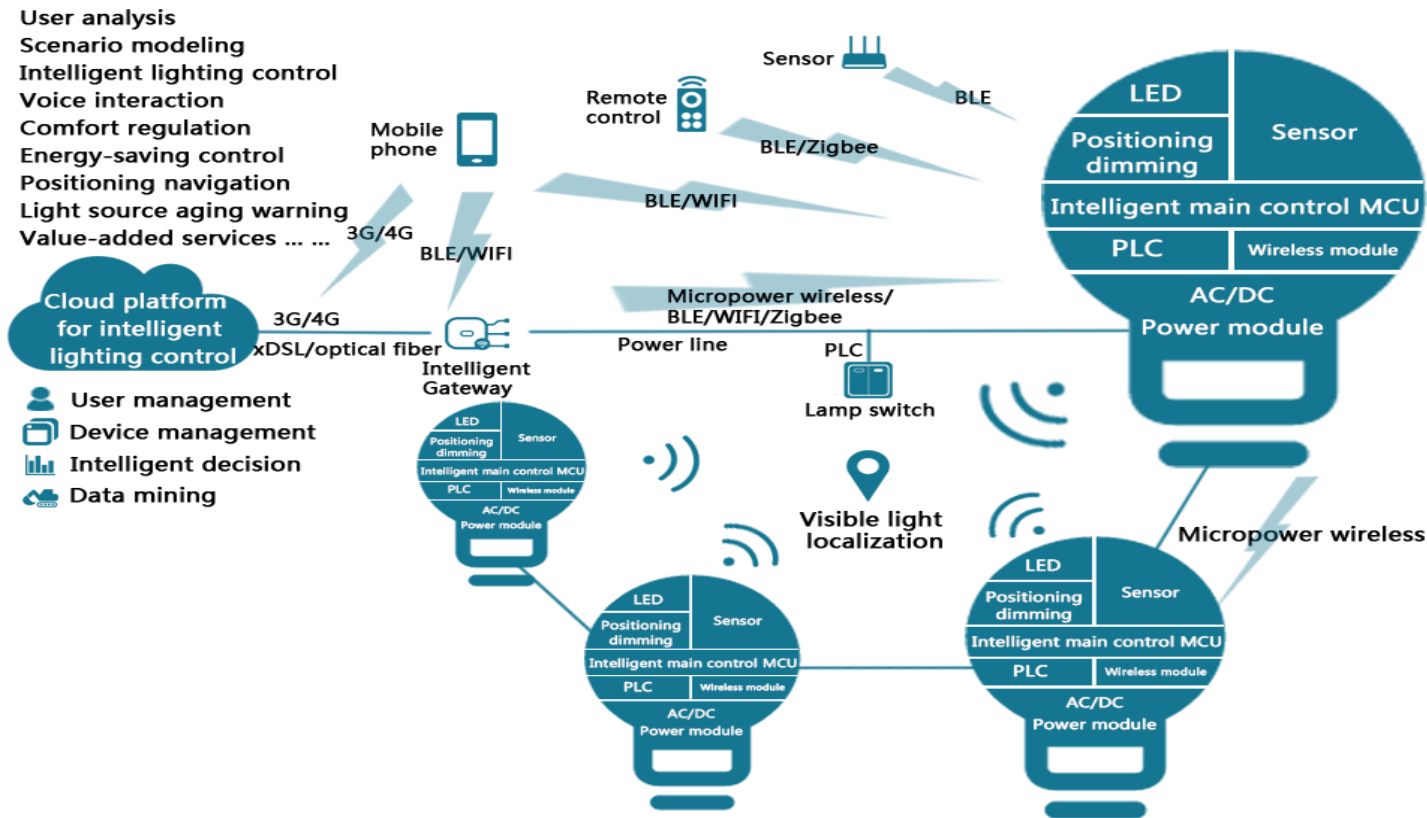 User analysis
Scenario modeling
Intelligent lighting control
Voice interaction
Comfort regulation
Energy-saving control
Positioning navigation
Light source aging warning
Value-added services ... ...
Cloud platform
for intelligent
lighting control
User management
Device management
Intelligent decision
Data mining
Mobile
phone
3G/4G
BLE/WIFI
3G/4G
xDSL/optical fiber
Intelligent
Gateway
Sensor
BLE
Remote
control
BLE/Zigbee
BLE/WIFI
Micropower wireless/
BLE/WIFI/Zigbee
Power line
PLC
Lamp switch
LED
Positioning
dimming
Sensor
Intelligent main control MCU
PLC
Wireless module
AC/DC
Power module
LED
Positioning
dimming
Sensor
Intelligent main control MCU
PLC
Wireless module
AC/DC
Power module
Visible light
localization
Micropower wireless
LED
Positioning
dimming
Sensor
Intelligent main control MCU
PLC
Wireless module
AC/DC
Power module
LED
Positioning
dimming
Sensor
Intelligent main control MCU
PLC
Wireless module
AC/DC
Power module